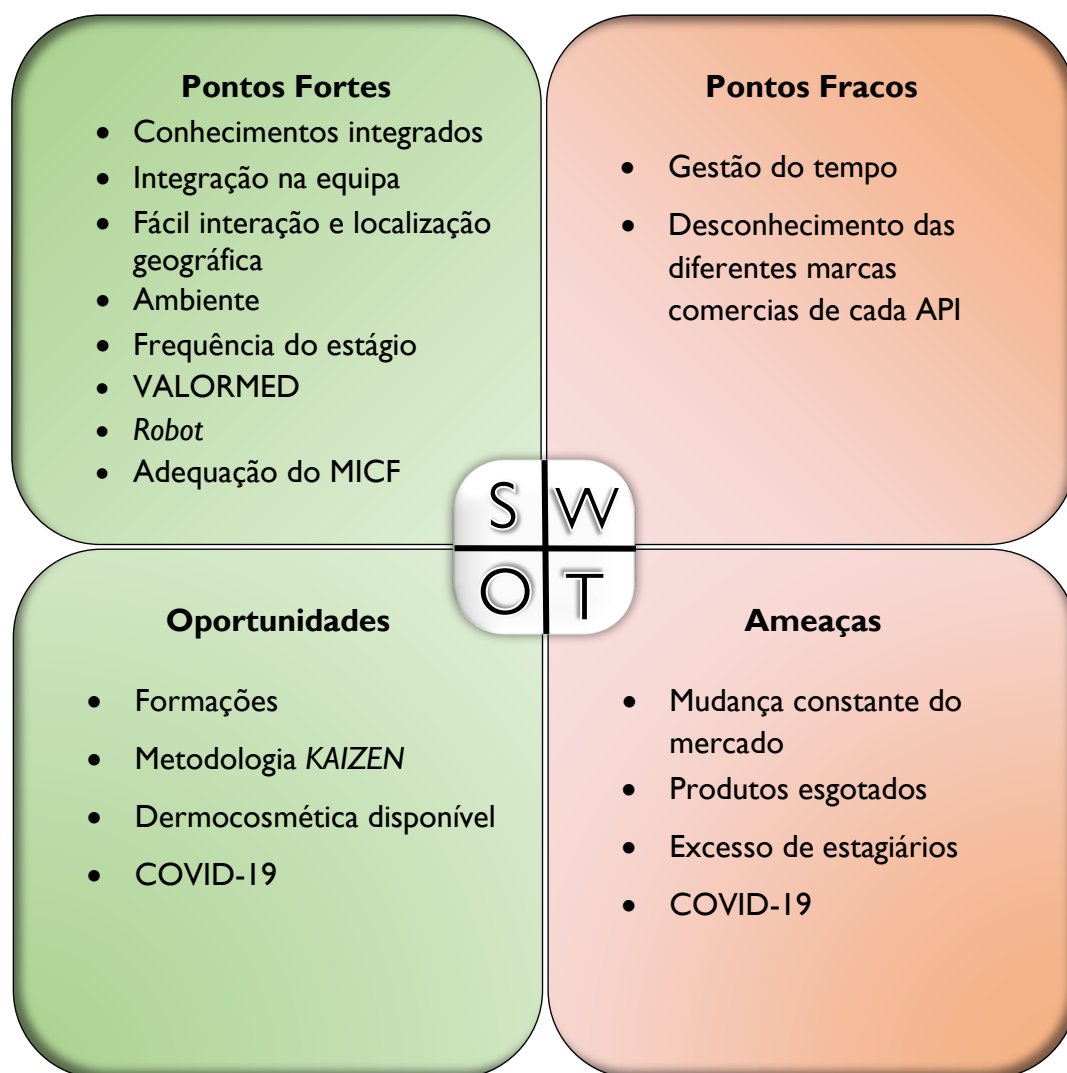 Pontos Fortes
• Conhecimentos integrados
• Integração na equipa
• Fácil interação e localização
geográfica
• Ambiente
• Frequência do estágio
• VALORMED
• Robot
• Adequação do MICF
Pontos Fracos
• Gestão do tempo
• Desconhecimento das
diferentes marcas
comercias de cada API
S W
O T
Oportunidades
• Formações
• Metodologia KAIZEN
• Dermocosmética disponível
• COVID-19
Ameaças
• Mudança constante do
mercado
• Produtos esgotados
• Excesso de estagiários
• COVID-19